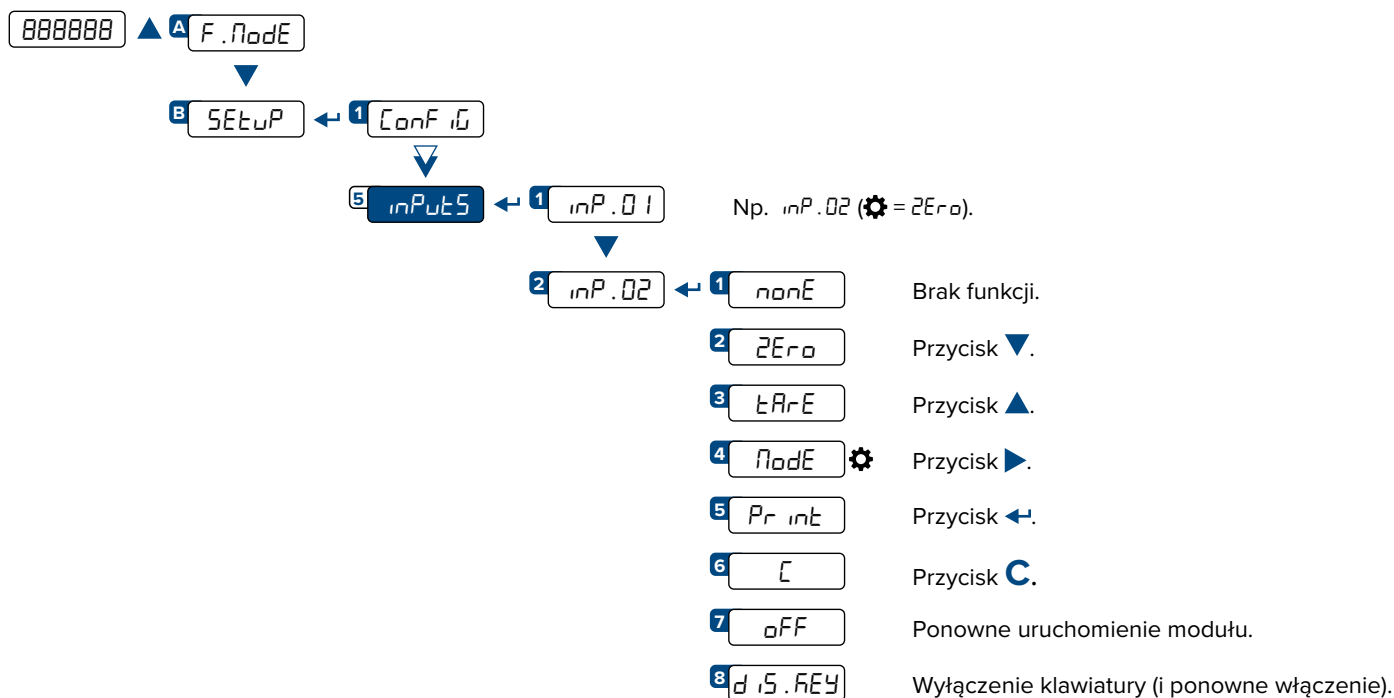 888888 A F.ModE
B SEtuP 1 ConFiG
5 inPutS 1 inP.01 Np. inP.02 ( = ZEro).
2 inP.02 1 nonE Brak funkcji.
2 ZEro Przycisk ▼.
3 tArE Przycisk ▲.
4 ModE Przycisk ▶.
5 Print Przycisk ↵.
6 C Przycisk C.
7 oFF Ponowne uruchomienie modułu.
8 diS.KEY Wyłączenie klawiatury (i ponowne włączenie).